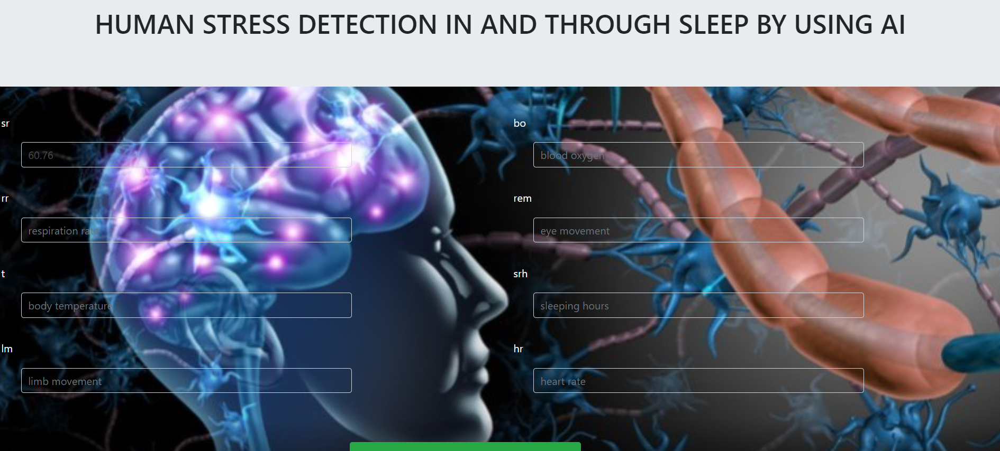 HUMAN STRESS DETECTION IN AND THROUGH SLEEP BY USING AI
sr
bo
60.76
blood oxygen
rr
rem
respiration rate
eye movement
t
srh
body temperature
sleeping hours
lm
hr
limb movement
heart rate